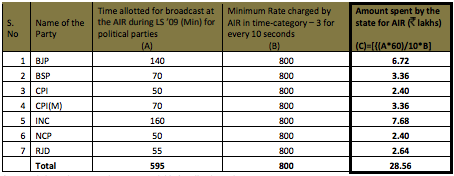 S. No | Name of the Party | Time allotted for broadcast at the AIR during LS '09 (Min) for political parties (A) | Minimum Rate charged by AIR in time-category – 3 for every 10 seconds (B) | Amount spent by the state for AIR (₹ lakhs) (C)=[{(A*60)/10*B]
1 | BJP | 140 | 800 | 6.72
2 | BSP | 70 | 800 | 3.36
3 | CPI | 50 | 800 | 2.40
4 | CPI(M) | 70 | 800 | 3.36
5 | INC | 160 | 800 | 7.68
6 | NCP | 50 | 800 | 2.40
7 | RJD | 55 | 800 | 2.64
Total | 595 | 800 | 28.56